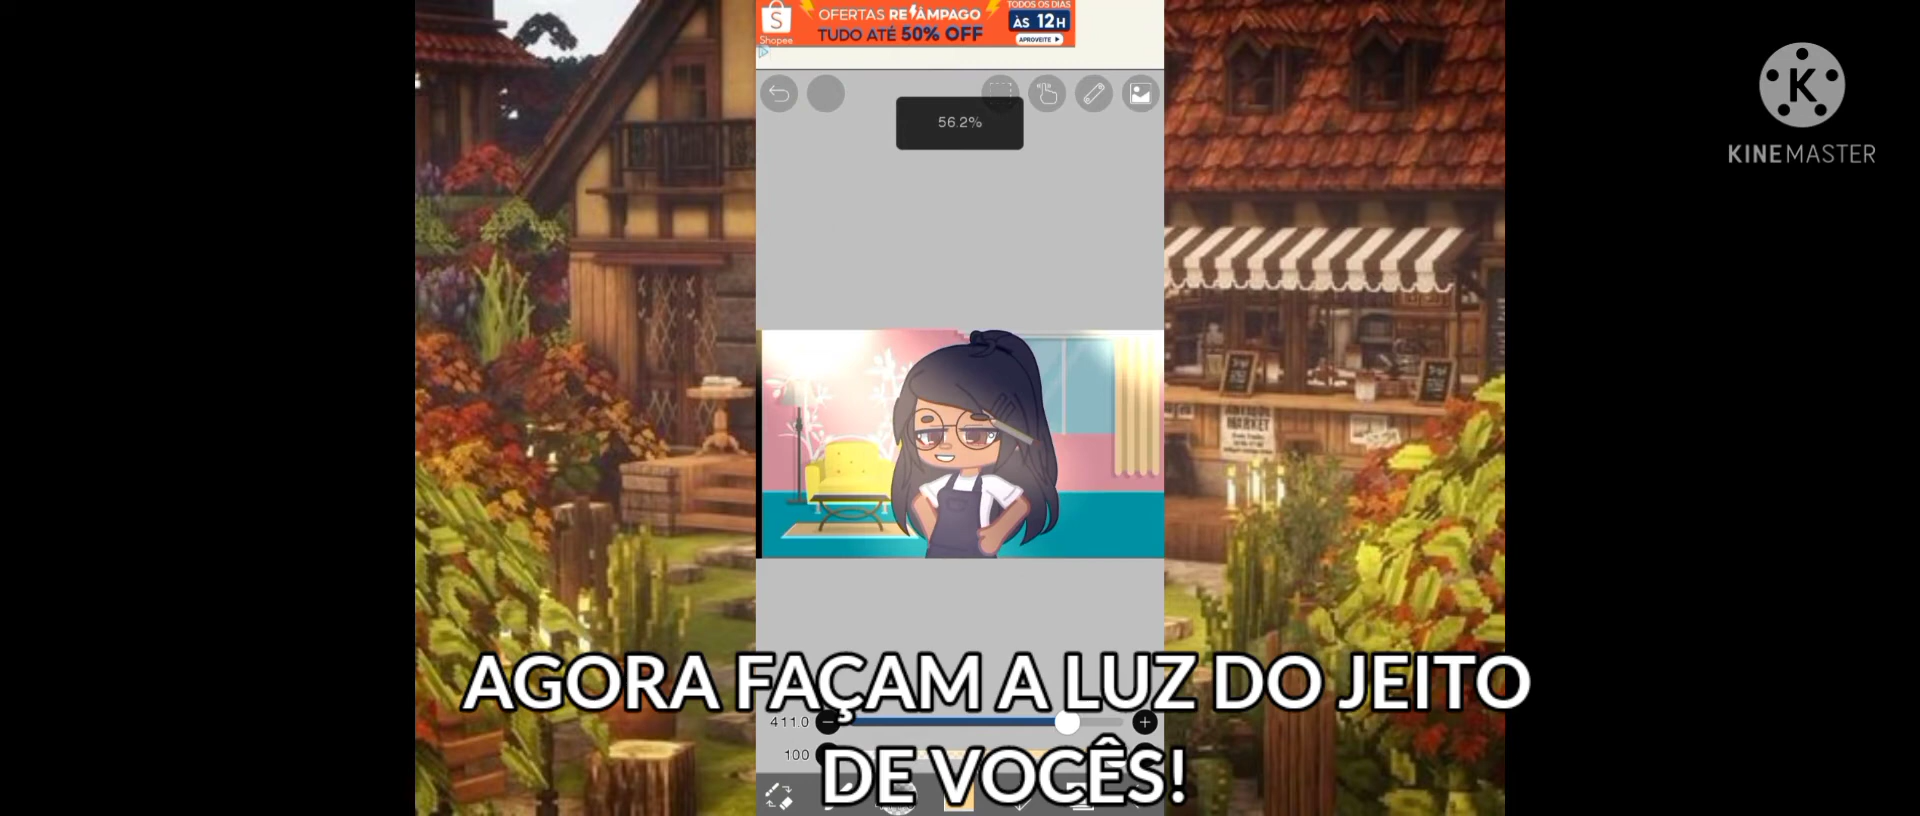 TODOS OS DIAS
OFERTAS RELÂMPAGO
ÀS 12H
TUDO ATÉ 50% OFF
APROVEITE
Shopee
56.2%
K
KINEMASTER
MARKET
AGORA FAÇAM A LUZ DO JEITO
411.0
100
DE VOCÊS!